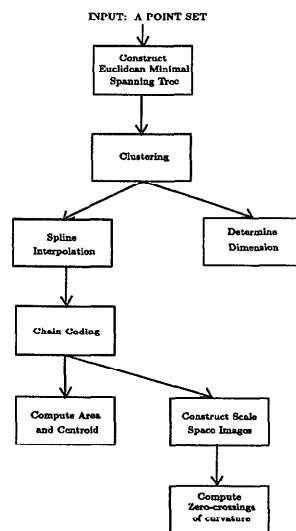 INPUT: A POINT SET
Construct
Euclidean Minimal
Spanning Tree
Clustering
Spline
Interpolation
Determine
Dimension
Chain Coding
Compute Area
and Centroid
Construct Scale
Space Images
Compute
Zero-crossings
of curvature